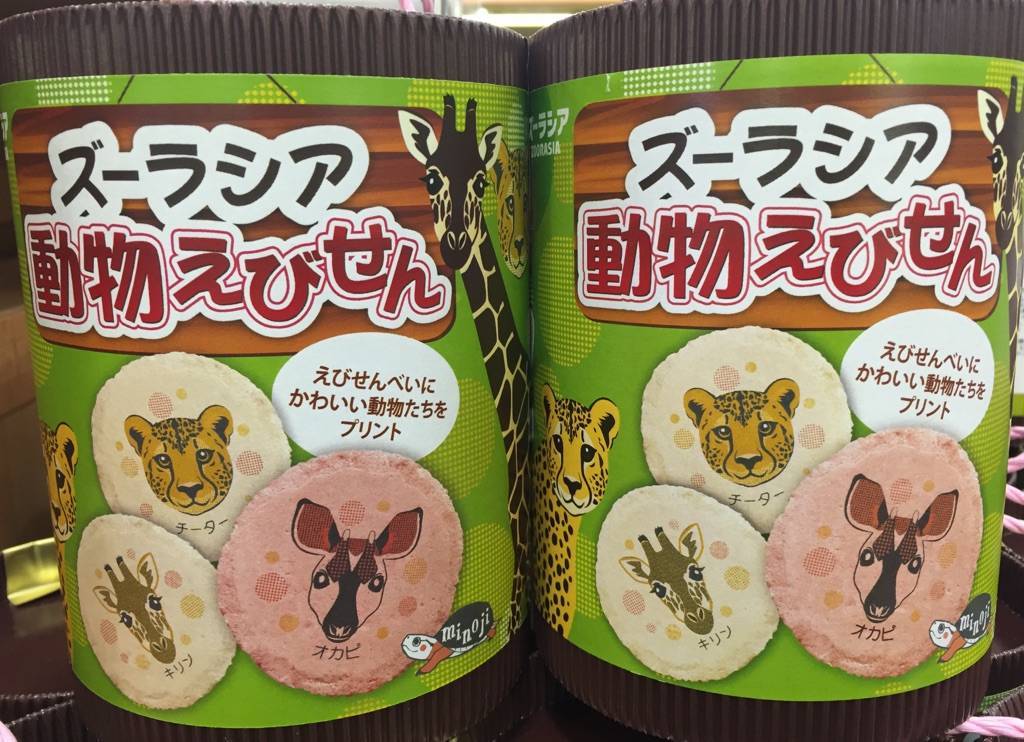 ズーラシア
動物えびせん
えびせんべいに
かわいい動物たちを
プリント
チーター
キリン
オカピ
minoji
ズーラシア
ZOORASIA
ズーラシア
動物えびせん
えびせんべいに
かわいい動物たちを
プリント
チーター
キリン
オカピ
minoji